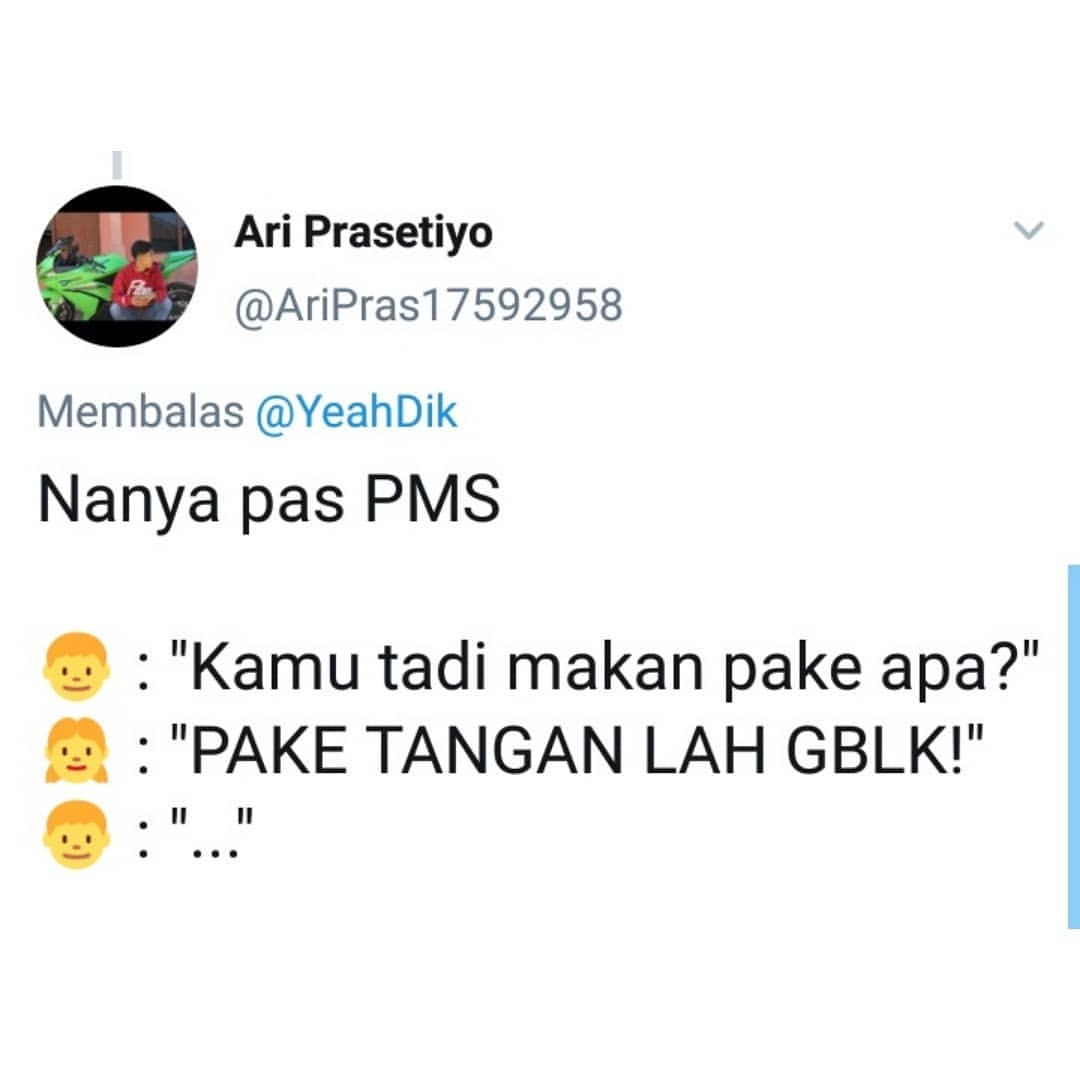 Ari Prasetiyo
@AriPras17592958
Membalas @YeahDik
Nanya pas PMS
👦 : "Kamu tadi makan pake apa?"
👧 : "PAKE TANGAN LAH GBLK!"
👦 : "..."